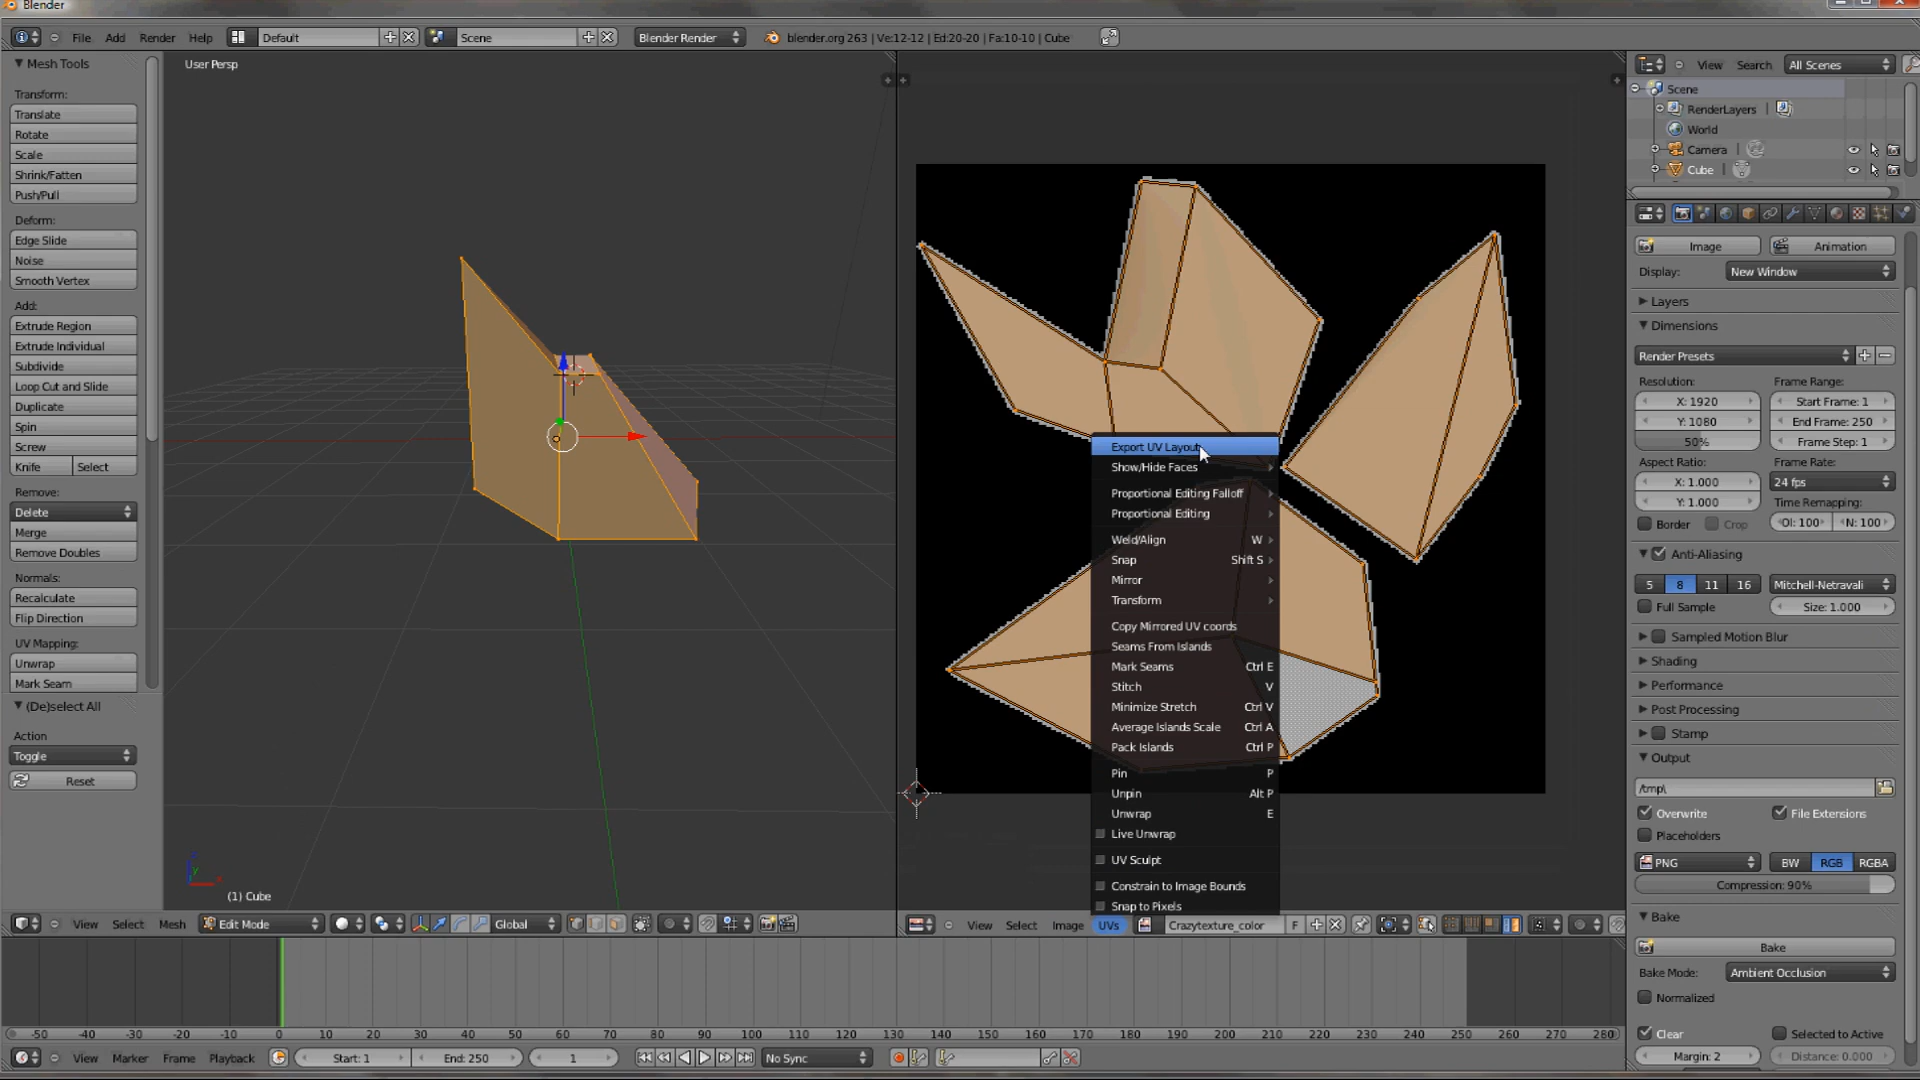 Blender
File Add Render Help Default Scene Blender Render blender.org 263 | Ve:12-12 | Ed:20-20 | Fa:10-10 | Cube
Mesh Tools
Transform:
Translate
Rotate
Scale
Shrink/Fatten
Push/Pull
Deform:
Edge Slide
Noise
Smooth Vertex
Add:
Extrude Region
Extrude Individual
Subdivide
Loop Cut and Slide
Duplicate
Spin
Screw
Knife Select
Remove:
Delete
Merge
Remove Doubles
Normals:
Recalculate
Flip Direction
UV Mapping:
Unwrap
Mark Seam
(De)select All
Action
Toggle
Reset
User Persp
(1) Cube
View Select Mesh Edit Mode Global
Export UV Layout
Show/Hide Faces
Proportional Editing Falloff
Proportional Editing
Weld/Align W
Snap Shift S
Mirror
Transform
Copy Mirrored UV coords
Seams From Islands
Mark Seams Ctrl E
Stitch V
Minimize Stretch Ctrl V
Average Islands Scale Ctrl A
Pack Islands Ctrl P
Pin P
Unpin Alt P
Unwrap E
Live Unwrap
UV Sculpt
Constrain to Image Bounds
Snap to Pixels
View Select Image UVs Crazytexture_color F
View Search All Scenes
Scene
RenderLayers |
World
Camera |
Cube |
Image Animation
Display: New Window
Layers
Dimensions
Render Presets
Resolution: Frame Range:
X: 1920 Start Frame: 1
Y: 1080 End Frame: 250
50% Frame Step: 1
Aspect Ratio: Frame Rate:
X: 1.000 24 fps
Y: 1.000 Time Remapping:
Border Crop Ol: 100 N: 100
Anti-Aliasing
5 8 11 16 Mitchell-Netravali
Full Sample Size: 1.000
Sampled Motion Blur
Shading
Performance
Post Processing
Stamp
Output
/tmp\
Overwrite File Extensions
Placeholders
PNG BW RGB RGBA
Compression: 90%
Bake
Bake
Bake Mode: Ambient Occlusion
Normalized
Clear Selected to Active
Margin: 2 Distance: 0.000
-50 -40 -30 -20 -10 0 10 20 30 40 50 60 70 80 90 100 110 120 130 140 150 160 170 180 190 200 210 220 230 240 250 260 270 280
View Marker Frame Playback Start: 1 End: 250 1 No Sync